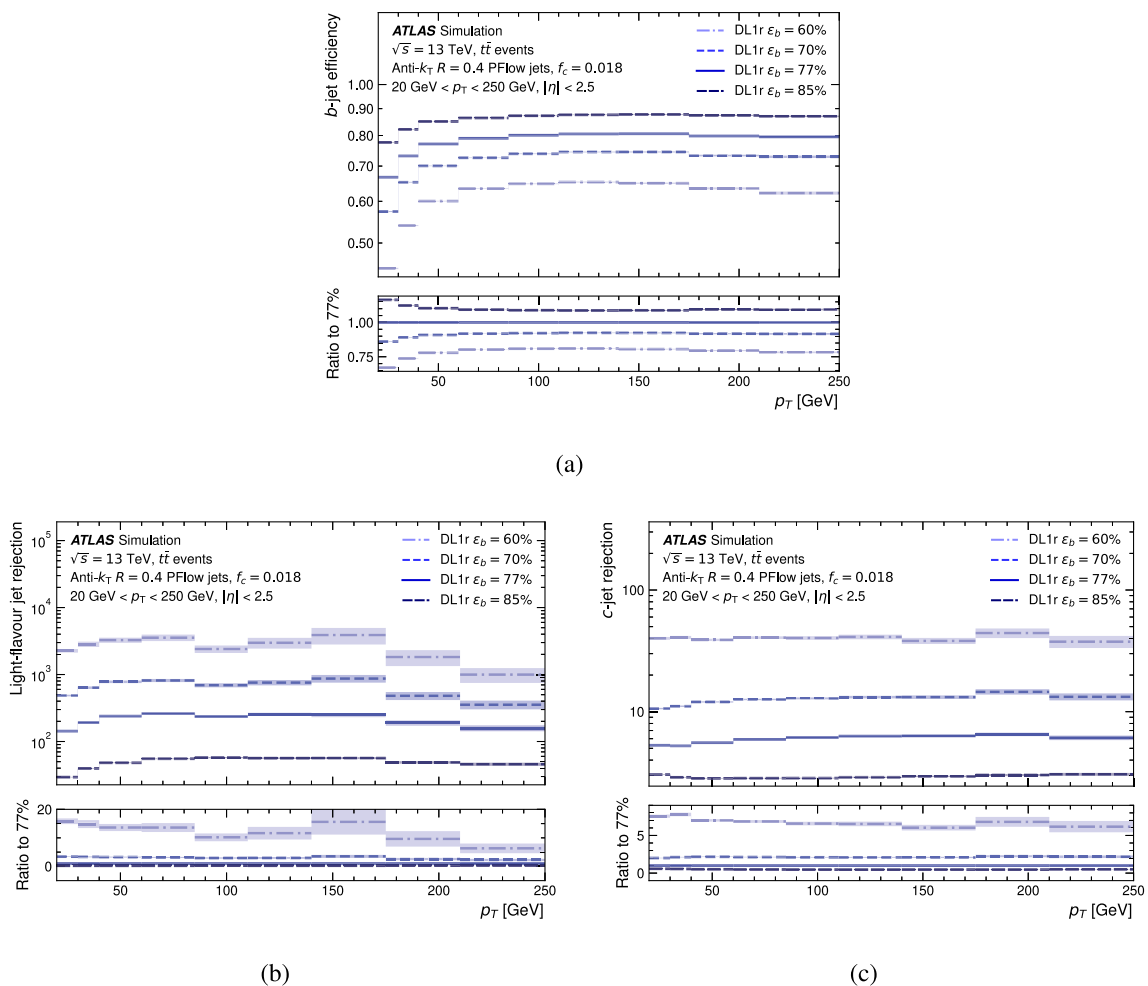 ATLAS Simulation
√s = 13 TeV, tt̄ events
Anti-kT R = 0.4 PFlow jets, fc = 0.018
20 GeV < pT < 250 GeV, |η| < 2.5
DL1r εb = 60%
DL1r εb = 70%
DL1r εb = 77%
DL1r εb = 85%
b-jet efficiency
1.00
0.90
0.80
0.70
0.60
0.50
Ratio to 77%
1.00
0.75
50 100 150 200 250
pT [GeV]
(a)
ATLAS Simulation
√s = 13 TeV, tt̄ events
Anti-kT R = 0.4 PFlow jets, fc = 0.018
20 GeV < pT < 250 GeV, |η| < 2.5
DL1r εb = 60%
DL1r εb = 70%
DL1r εb = 77%
DL1r εb = 85%
Light-flavour jet rejection
10⁵
10⁴
10³
10²
Ratio to 77%
20
10
0
50 100 150 200 250
pT [GeV]
(b)
ATLAS Simulation
√s = 13 TeV, tt̄ events
Anti-kT R = 0.4 PFlow jets, fc = 0.018
20 GeV < pT < 250 GeV, |η| < 2.5
DL1r εb = 60%
DL1r εb = 70%
DL1r εb = 77%
DL1r εb = 85%
c-jet rejection
100
10
Ratio to 77%
5
0
50 100 150 200 250
pT [GeV]
(c)